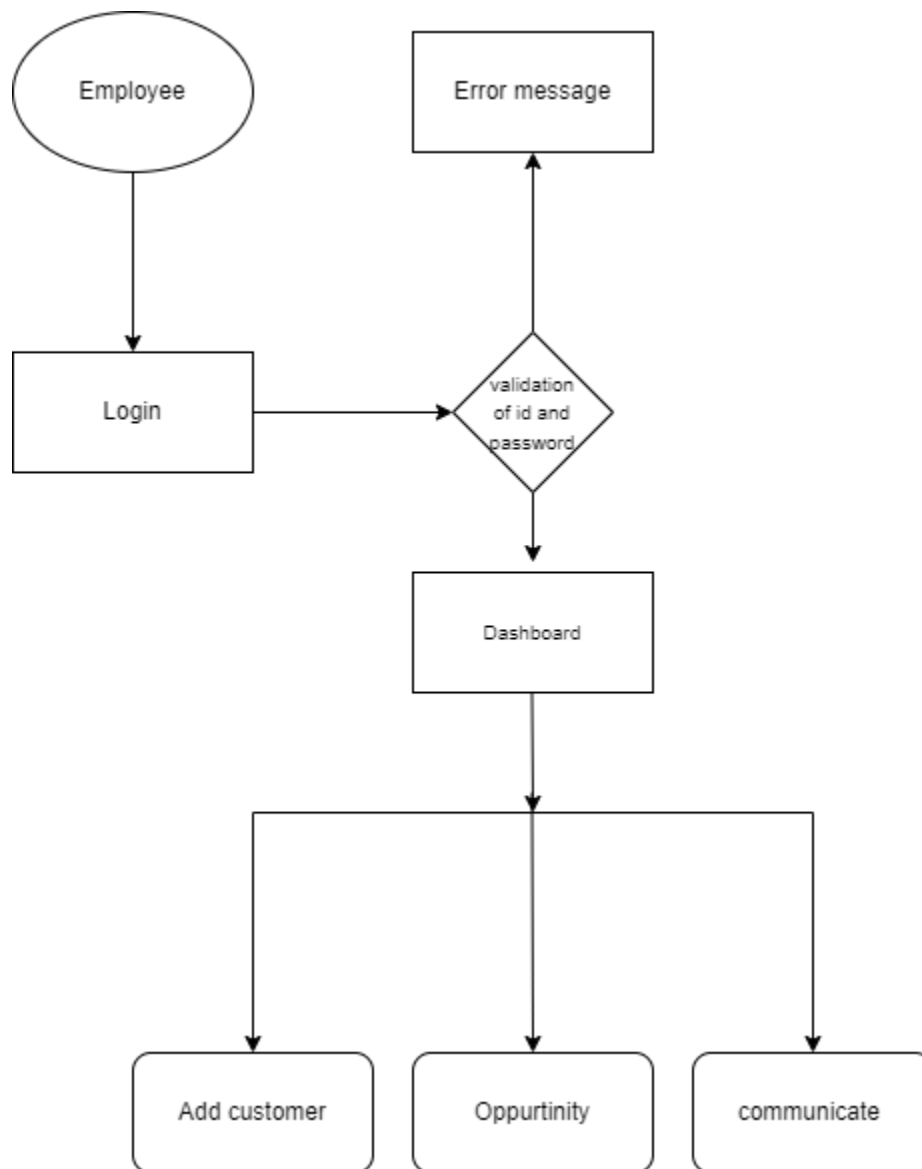 Employee
Error message
Login
validation
of id and
password
Dashboard
Add customer
Oppurtinity
communicate